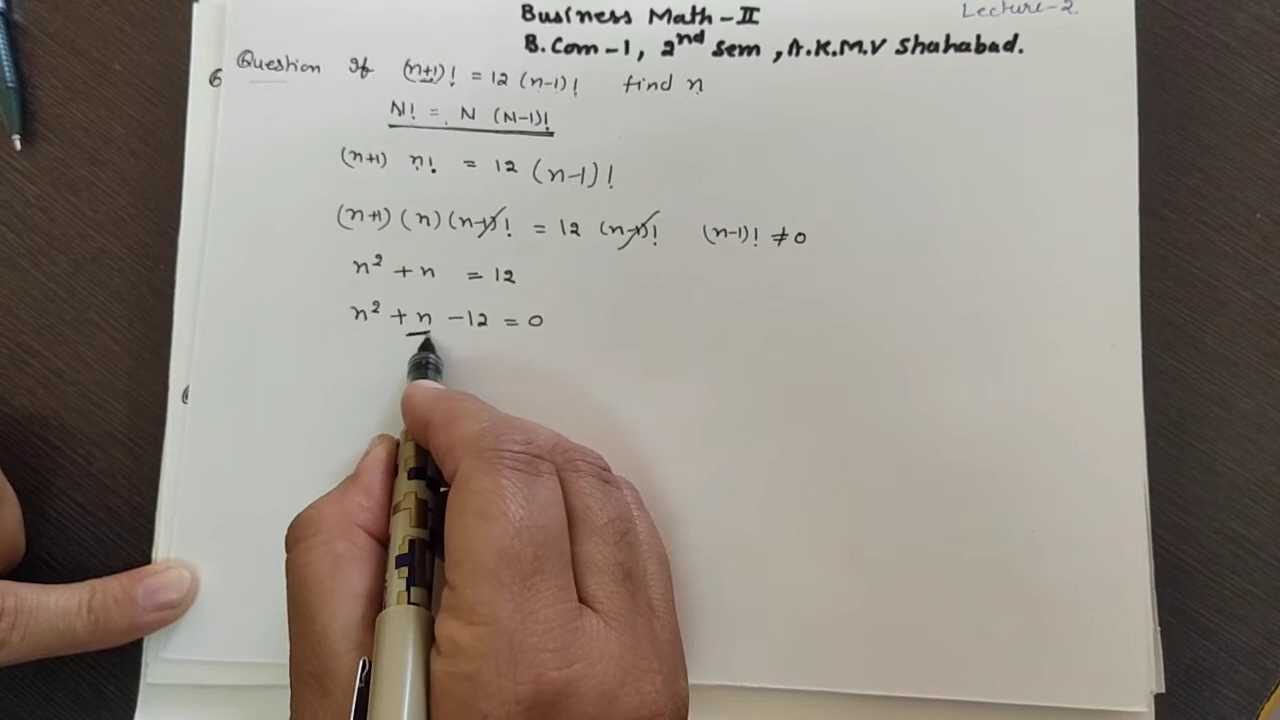 Business Math-II
Lecture-2.
B.Com-1, 2nd sem, A.K.M.V Shahabad.
6 Question If (n+1)! = 12 (n-1)! find n
N! = N (N-1)!
(n+1) n! = 12 (n-1)!
(n+1) (n) (n-1)! = 12 (n-1)! (n-1)! ≠ 0
n² + n = 12
n² + n - 12 = 0